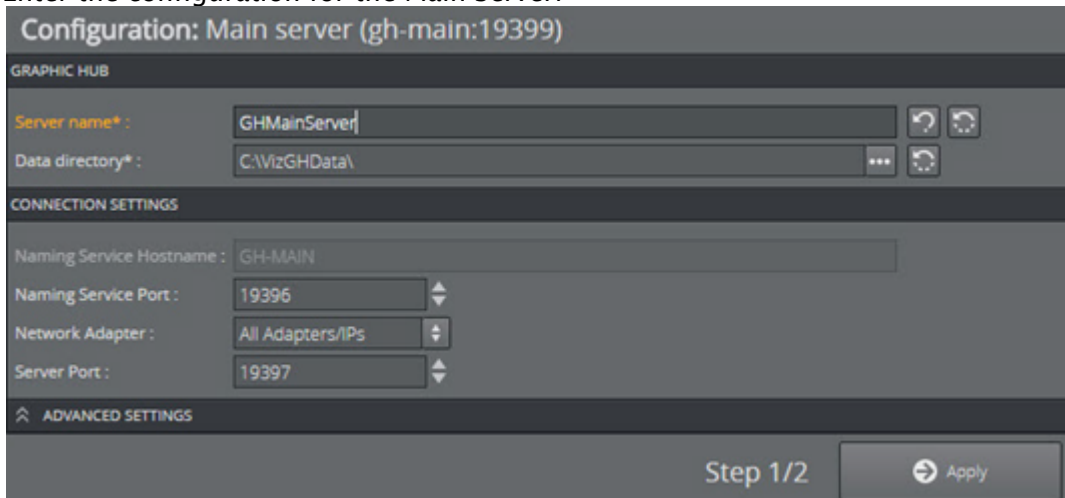 Enter the configuration for the Main Server.
Configuration: Main server (gh-main:19399)
GRAPHIC HUB
Server name* : GHMainServer
Data directory* : C:\VizGHData\ •••
CONNECTION SETTINGS
Naming Service Hostname : GH-MAIN
Naming Service Port : 19396
Network Adapter : All Adapters/IPs
Server Port : 19397
ADVANCED SETTINGS
Step 1/2 Apply